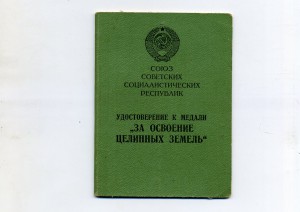 СОЮЗ
СОВЕТСКИХ
СОЦИАЛИСТИЧЕСКИХ
РЕСПУБЛИК
УДОСТОВЕРЕНИЕ К МЕДАЛИ
„ЗА ОСВОЕНИЕ
ЦЕЛИННЫХ ЗЕМЕЛЬ“